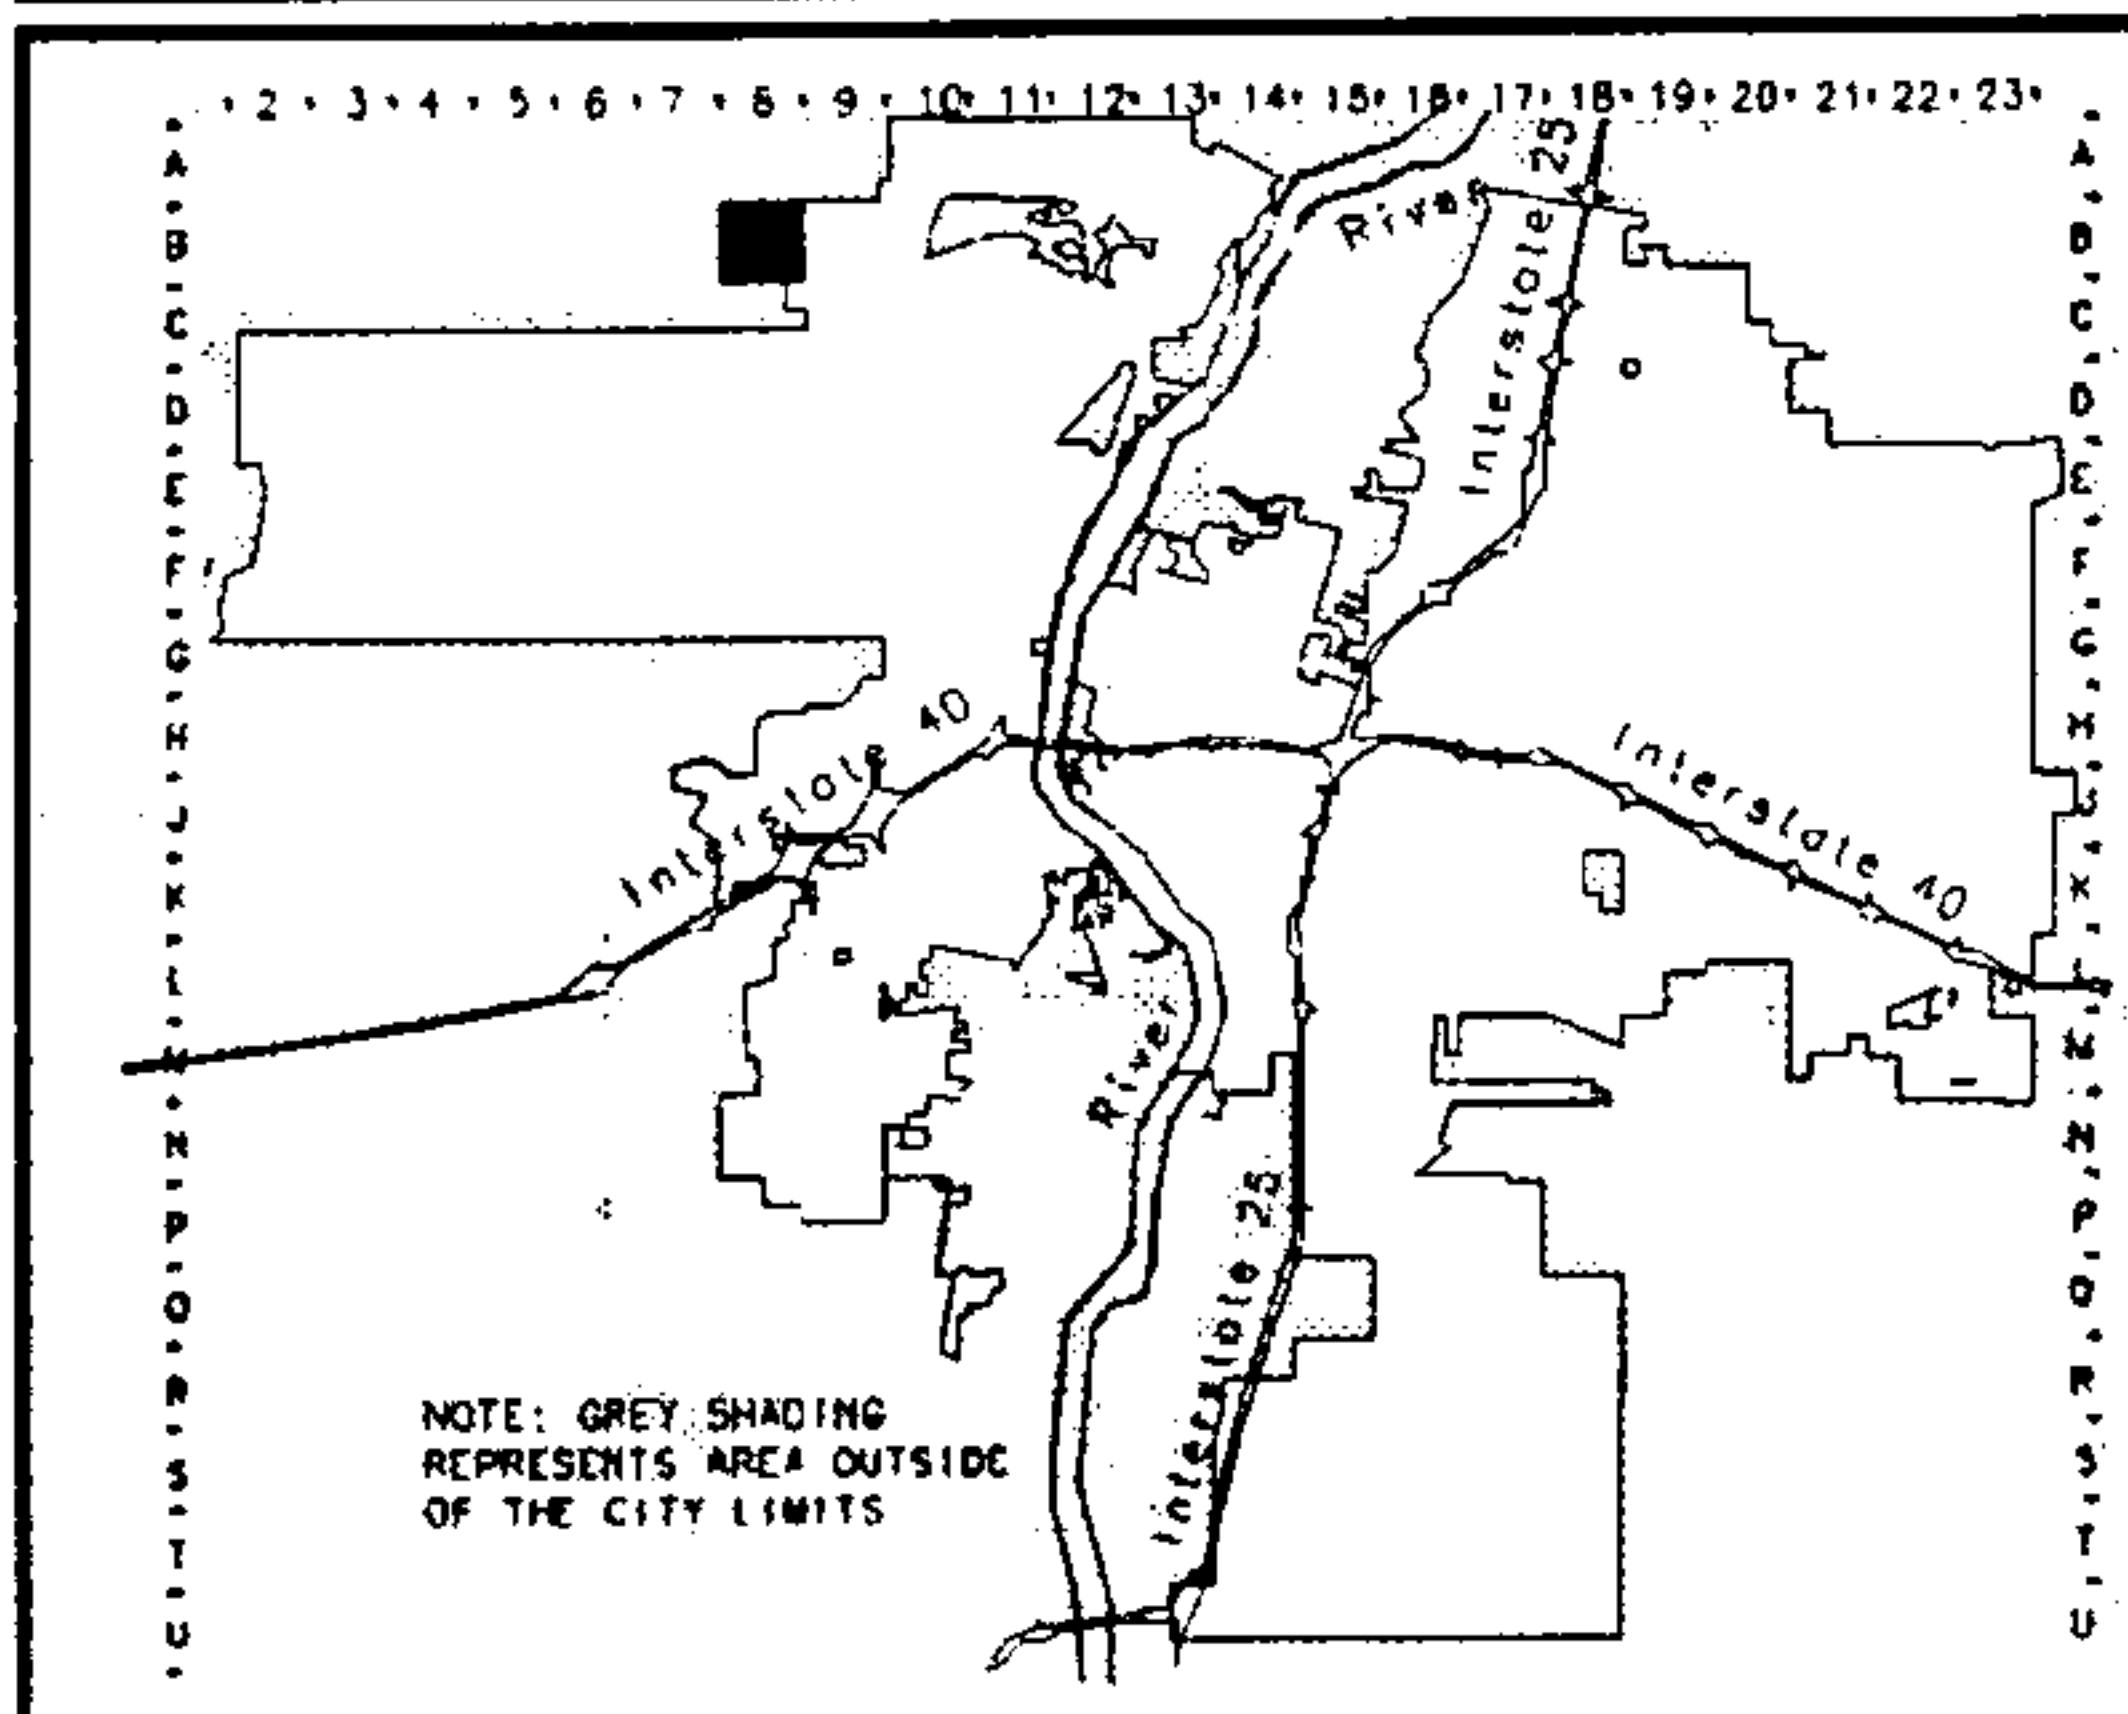 2 3 4 5 6 7 8 9 10 11 12 13 14 15 16 17 18 19 20 21 22 23
A A
B B
C C
D D
E E
F F
G G
H H
J J
K K
L L
M M
N N
P P
Q Q
R R
S S
T T
U U
River
Interstate 25
Interstate 40
Interstate 40
River
Interstate 25
NOTE: GREY SHADING
REPRESENTS AREA OUTSIDE
OF THE CITY LIMITS